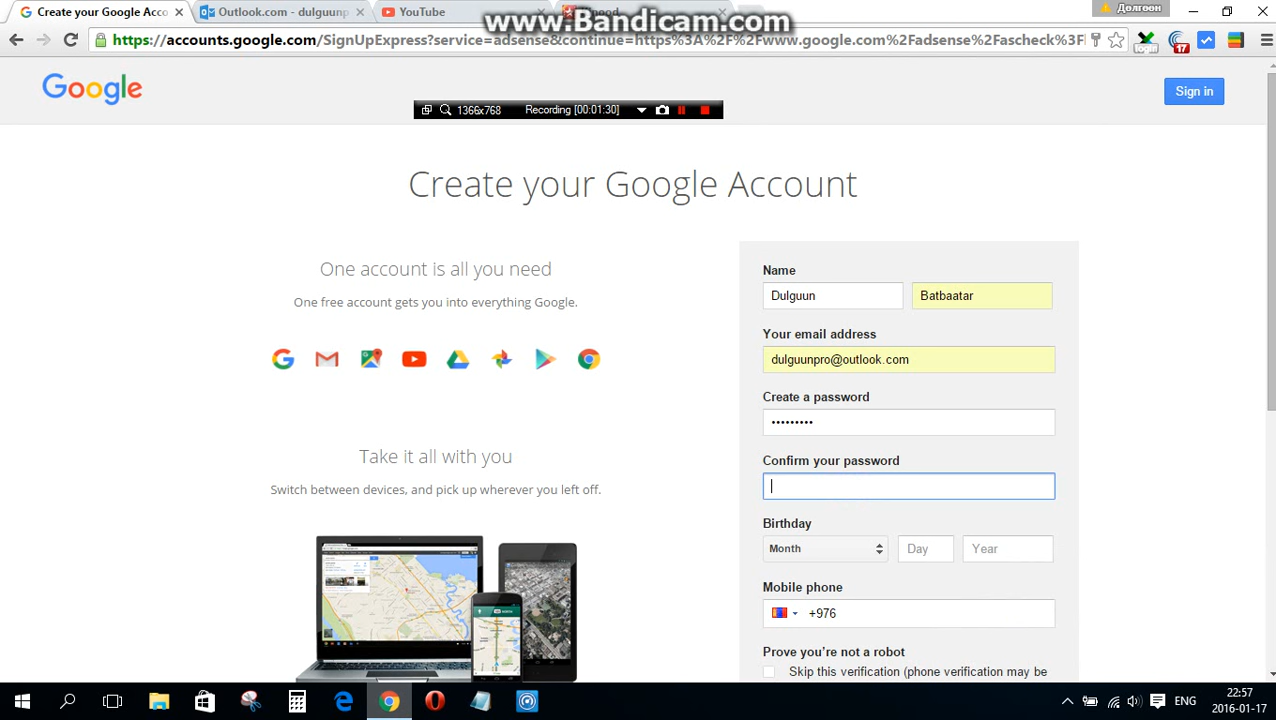 Create your Google Acco
Outlook.com - dulguunp
YouTube
www.Bandicam.com
Долгоон
https://accounts.google.com/SignUpExpress?service=adsense&continue=https%3A%2F%2Fwww.google.com%2Fadsense%2Fascheck%3F
login
17
Google
Sign in
1366x768
Recording [00:01:30]
Create your Google Account
One account is all you need
One free account gets you into everything Google.
Take it all with you
Switch between devices, and pick up wherever you left off.
Name
Dulguun
Batbaatar
Your email address
dulguunpro@outlook.com
Create a password
•••••••••
Confirm your password
Birthday
Month
Day
Year
Mobile phone
+976
Prove you're not a robot
Skip this verification (phone verification may be
ENG
22:57
2016-01-17